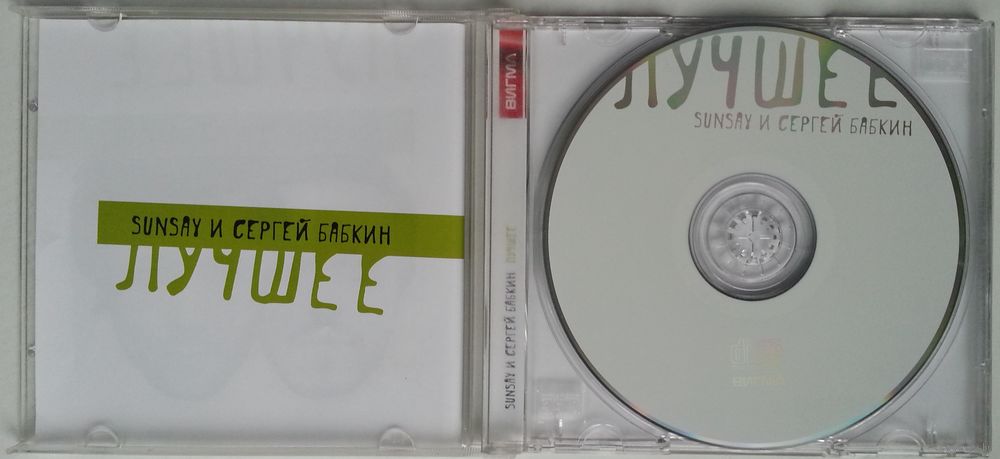 SUNSAY И СЕРГЕЙ БАБКИН
ЛУЧШЕЕ
ВИГМА
SUNSAY И СЕРГЕЙ БАБКИН ЛУЧШЕЕ
ЛУЧШЕЕ
SUNSAY И СЕРГЕЙ БАБКИН
ВИГМА